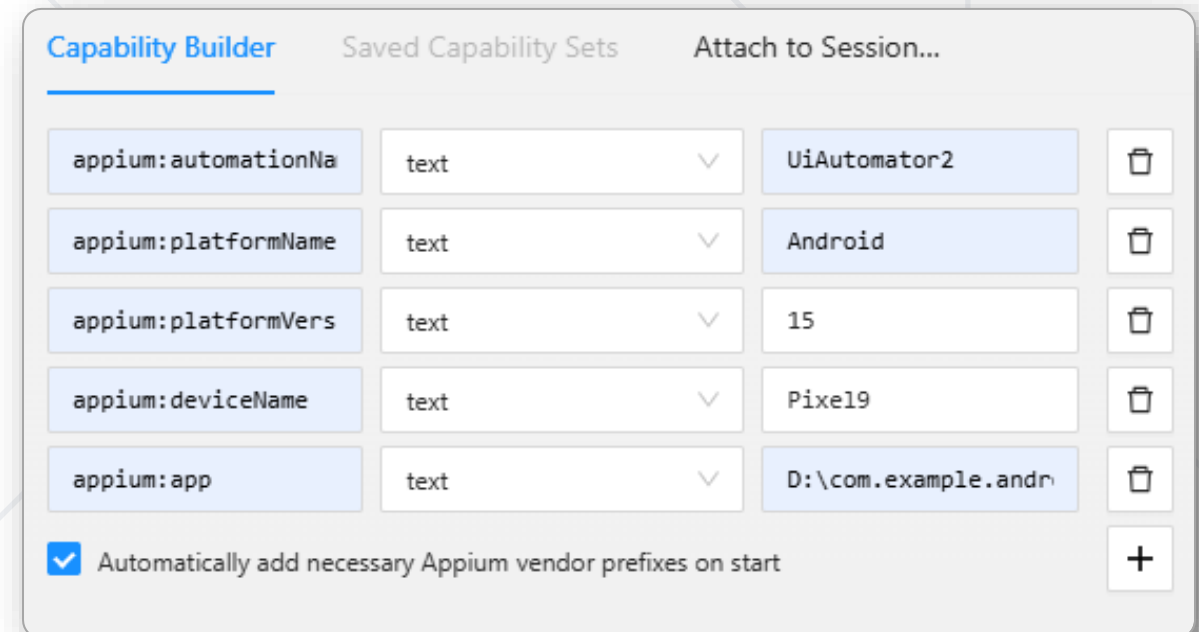 Capability Builder Saved Capability Sets Attach to Session...
appium:automationNa text UiAutomator2
appium:platformName text Android
appium:platformVers text 15
appium:deviceName text Pixel9
appium:app text D:\com.example.andr
Automatically add necessary Appium vendor prefixes on start